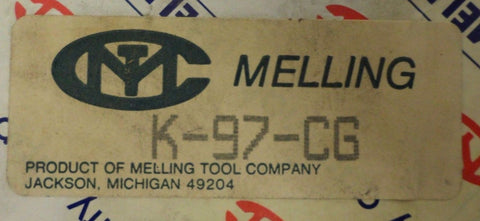 MELLING
K-97-CG
PRODUCT OF MELLING TOOL COMPANY
JACKSON, MICHIGAN 49204